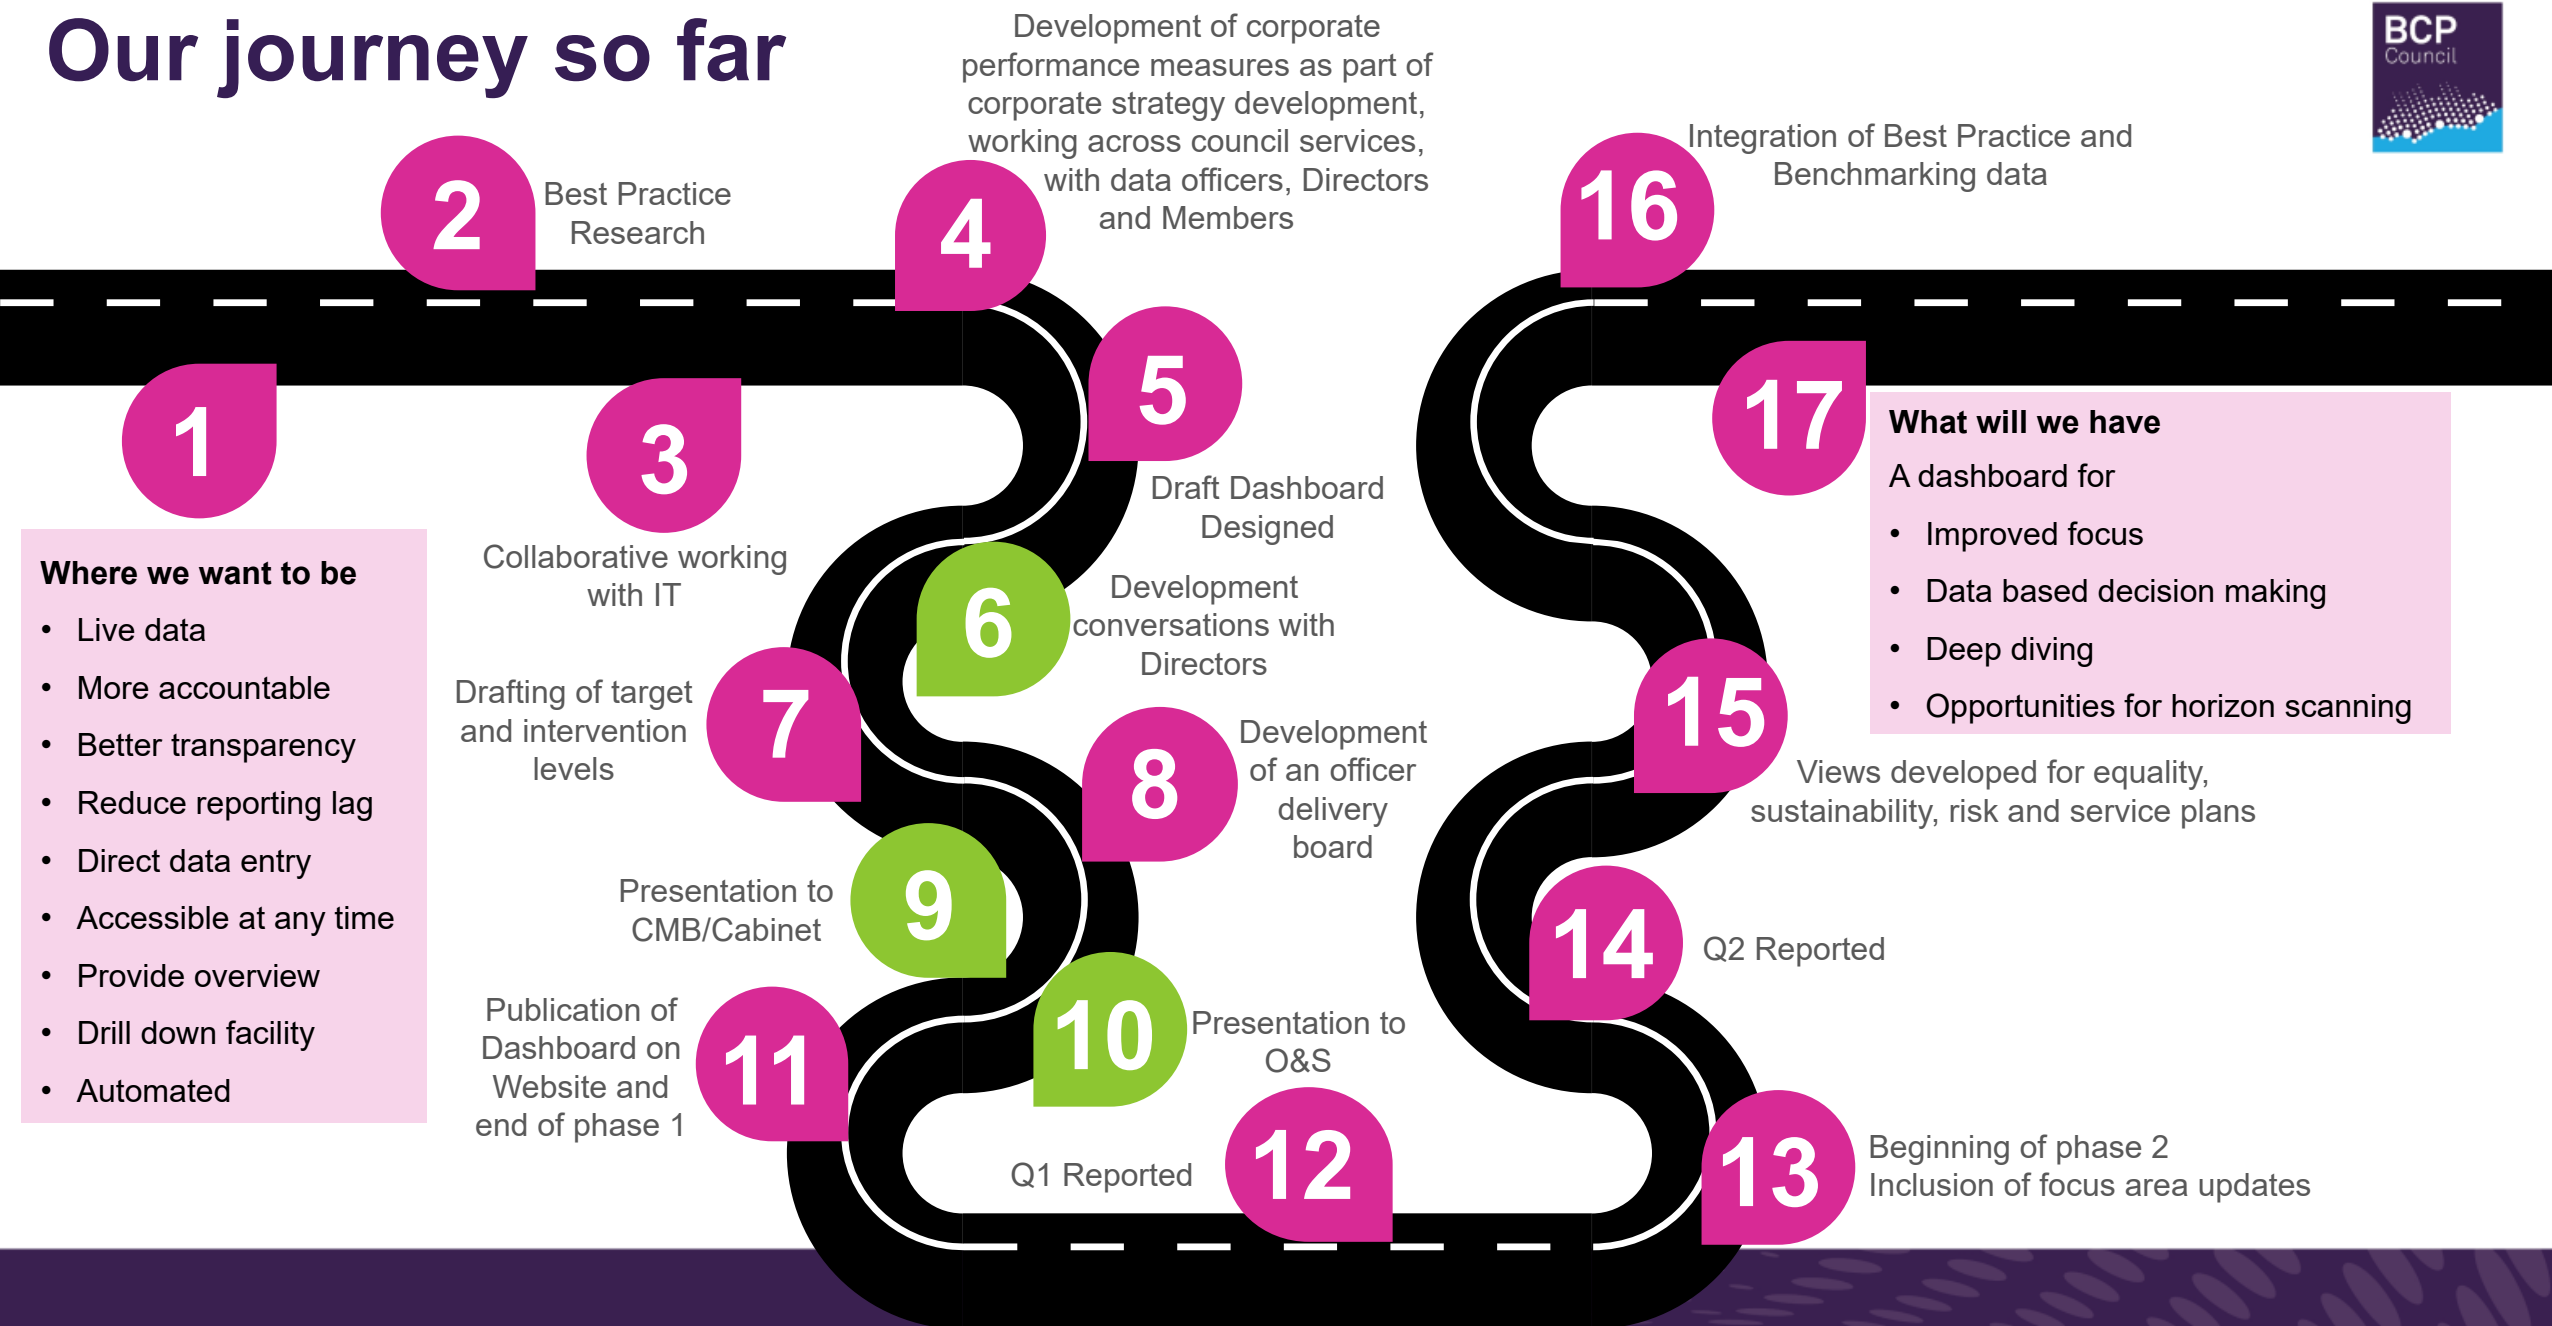 Our journey so far
BCP
Council
1
Where we want to be
• Live data
• More accountable
• Better transparency
• Reduce reporting lag
• Direct data entry
• Accessible at any time
• Provide overview
• Drill down facility
• Automated
2
Best Practice
Research
3
Collaborative working
with IT
4
Development of corporate
performance measures as part of
corporate strategy development,
working across council services,
with data officers, Directors
and Members
5
Draft Dashboard
Designed
6
Development
conversations with
Directors
7
Drafting of target
and intervention
levels
8
Development
of an officer
delivery
board
9
Presentation to
CMB/Cabinet
10
Presentation to
O&S
11
Publication of
Dashboard on
Website and
end of phase 1
12
Q1 Reported
13
Beginning of phase 2
Inclusion of focus area updates
14
Q2 Reported
15
Views developed for equality,
sustainability, risk and service plans
16
Integration of Best Practice and
Benchmarking data
17
What will we have
A dashboard for
• Improved focus
• Data based decision making
• Deep diving
• Opportunities for horizon scanning